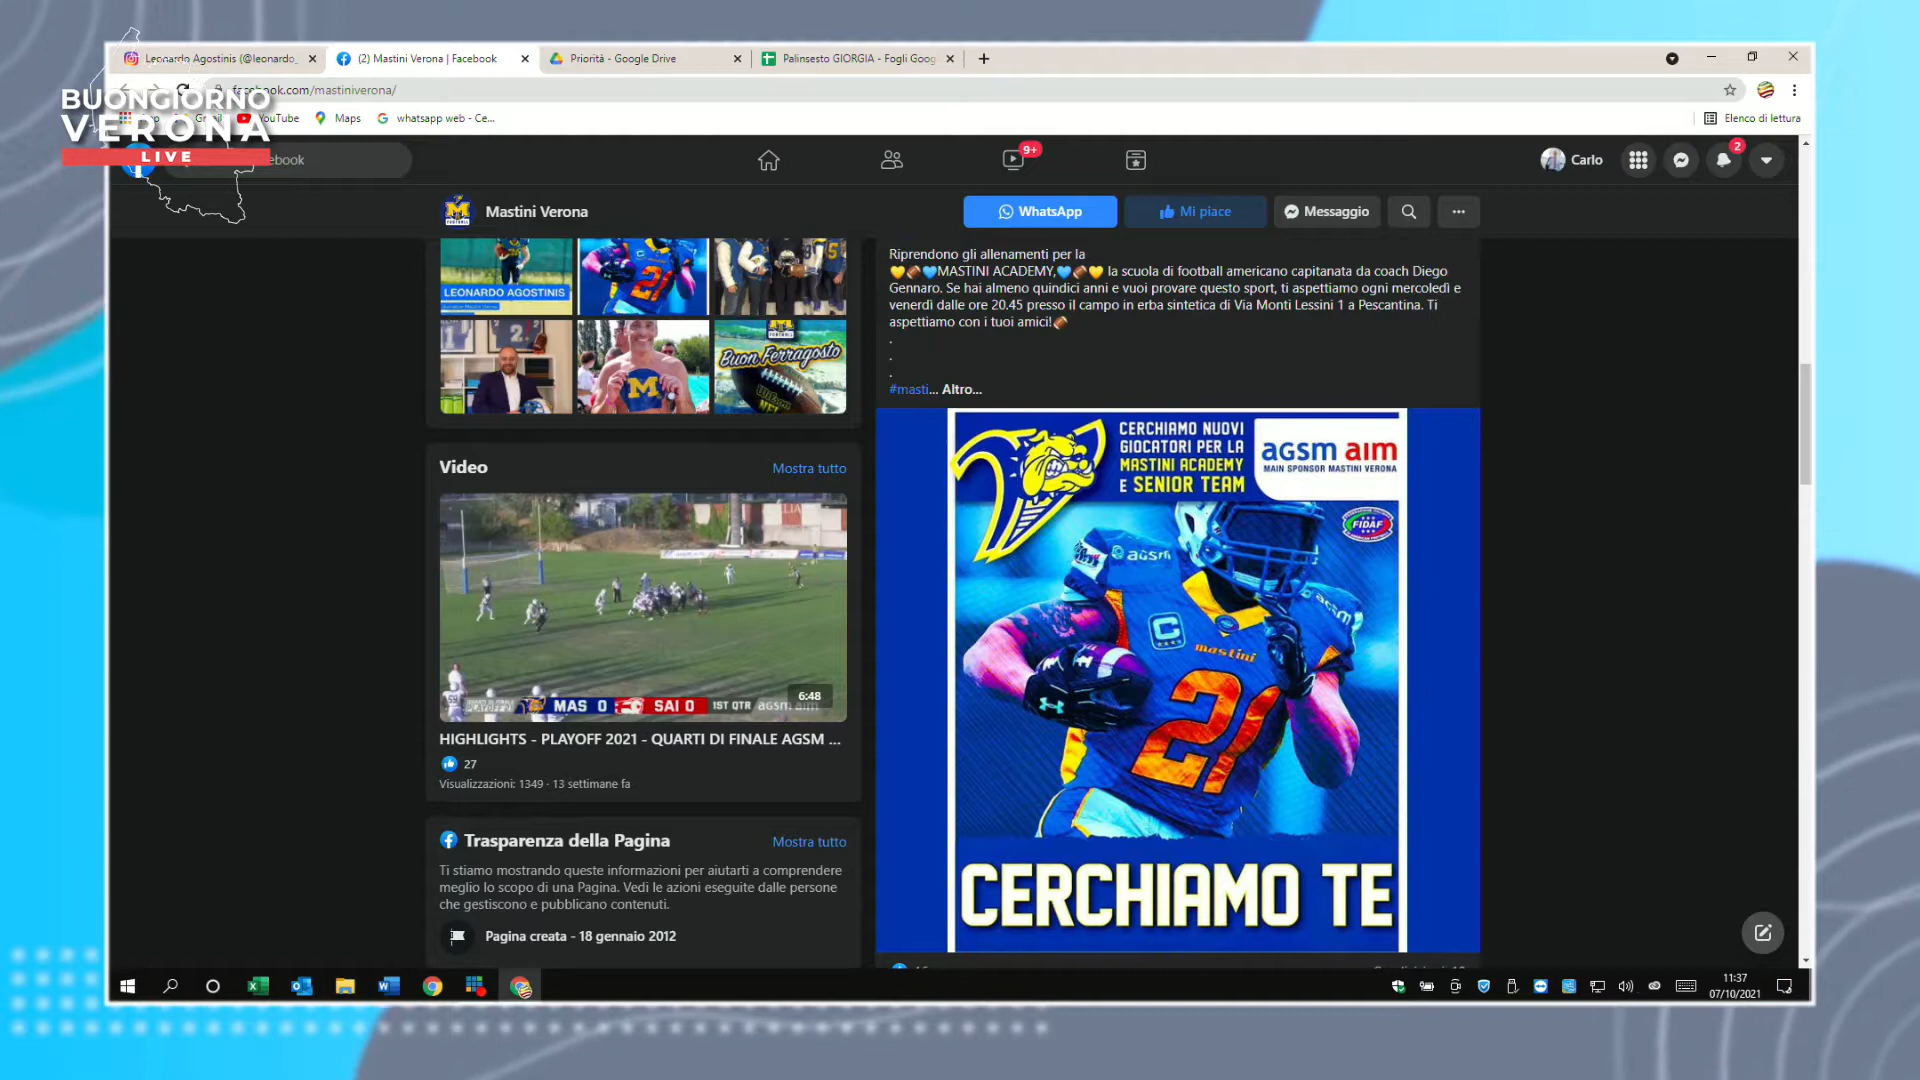 Leonardo Agostinis (@leonardo_
(2) Mastini Verona | Facebook
Priorità - Google Drive
Palinsesto GIORGIA - Fogli Goog
facebook.com/mastiniverona/
BUONGIORNO
VERONA
LIVE
Gmail
YouTube
Maps
whatsapp web - Ce...
Elenco di lettura
9+
Carlo
2
Mastini Verona
WhatsApp
Mi piace
Messaggio
LEONARDO AGOSTINIS
21
Buon Ferragosto
Riprendono gli allenamenti per la
💛🏈💙MASTINI ACADEMY,💙🏈💛 la scuola di football americano capitanata da coach Diego
Gennaro. Se hai almeno quindici anni e vuoi provare questo sport, ti aspettiamo ogni mercoledì e
venerdì dalle ore 20.45 presso il campo in erba sintetica di Via Monti Lessini 1 a Pescantina. Ti
aspettiamo con i tuoi amici!🏈
.
.
.
#masti... Altro...
Video
Mostra tutto
MAS 0
SAI 0
1ST QTR
agsm aim
6:48
HIGHLIGHTS - PLAYOFF 2021 - QUARTI DI FINALE AGSM ...
27
Visualizzazioni: 1349 · 13 settimane fa
Trasparenza della Pagina
Mostra tutto
Ti stiamo mostrando queste informazioni per aiutarti a comprendere
meglio lo scopo di una Pagina. Vedi le azioni eseguite dalle persone
che gestiscono e pubblicano contenuti.
Pagina creata - 18 gennaio 2012
CERCHIAMO NUOVI
GIOCATORI PER LA
MASTINI ACADEMY
E SENIOR TEAM
agsm aim
MAIN SPONSOR MASTINI VERONA
FIDAF
agsm
C
mastini
21
CERCHIAMO TE
11:37
07/10/2021